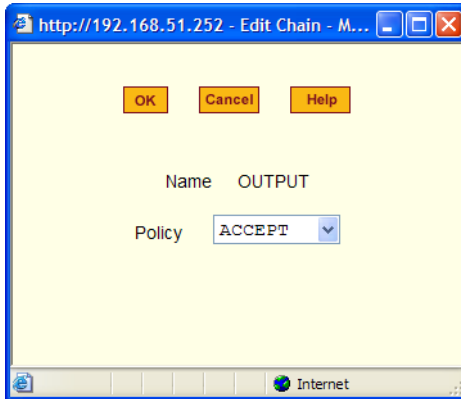 http://192.168.51.252 - Edit Chain - M...
OK Cancel Help
Name OUTPUT
Policy ACCEPT
Internet